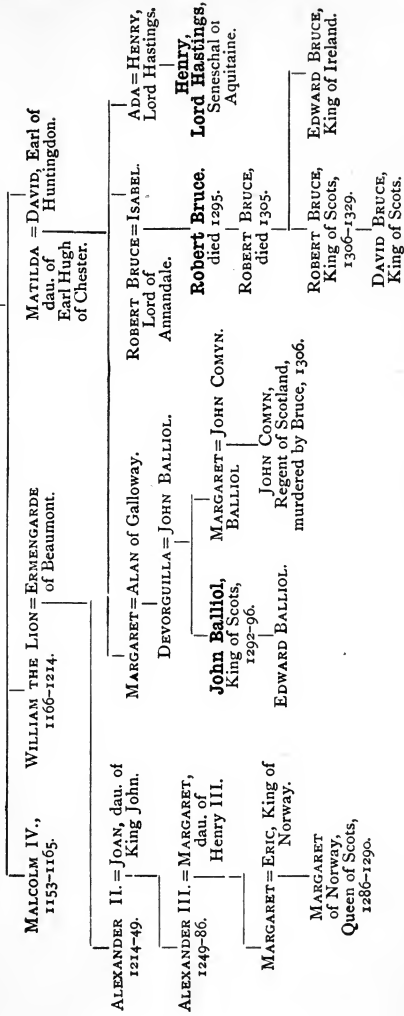 MALCOLM IV.,
1153–1165.
WILLIAM THE LION = ERMENGARDE
1166–1214. of Beaumont.
MATILDA = DAVID, Earl of
dau. of Huntingdon.
Earl Hugh
of Chester.
ALEXANDER II. = JOAN, dau. of
1214–49. King John.
MARGARET = ALAN of Galloway.
ROBERT BRUCE = ISABEL.
Lord of
Annandale.
ADA = HENRY,
Lord Hastings.
ALEXANDER III. = MARGARET,
1249–86. dau. of
Henry III.
DEVORGUILLA = JOHN BALLIOL.
Robert Bruce.
died 1295.
Henry,
Lord Hastings,
Seneschal of
Aquitaine.
MARGARET = ERIC, King of
Norway.
John Balliol,
King of Scots,
1292–96.
MARGARET = JOHN COMYN.
BALLIOL
ROBERT BRUCE,
died 1305.
MARGARET
of Norway,
Queen of Scots,
1286–1290.
EDWARD BALLIOL.
JOHN COMYN,
Regent of Scotland,
murdered by Bruce, 1306.
ROBERT BRUCE,
King of Scots,
1306–1329.
EDWARD BRUCE,
King of Ireland.
DAVID BRUCE,
King of Scots.